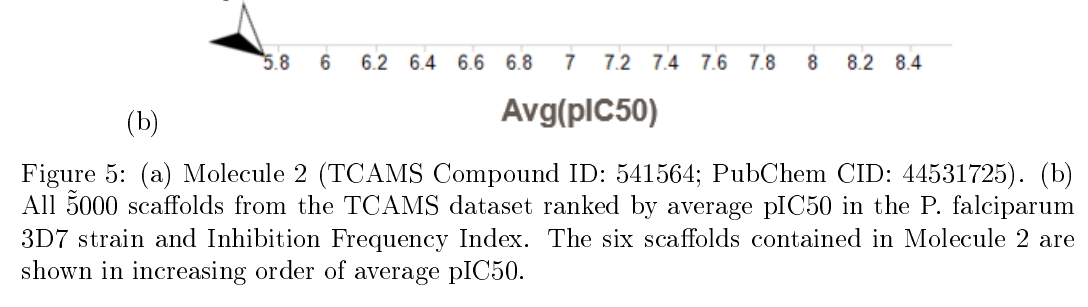 5.8 6 6.2 6.4 6.6 6.8 7 7.2 7.4 7.6 7.8 8 8.2 8.4
Avg(pIC50)
(b)
Figure 5: (a) Molecule 2 (TCAMS Compound ID: 541564; PubChem CID: 44531725). (b)
All 5̃000 scaffolds from the TCAMS dataset ranked by average pIC50 in the P. falciparum
3D7 strain and Inhibition Frequency Index. The six scaffolds contained in Molecule 2 are
shown in increasing order of average pIC50.